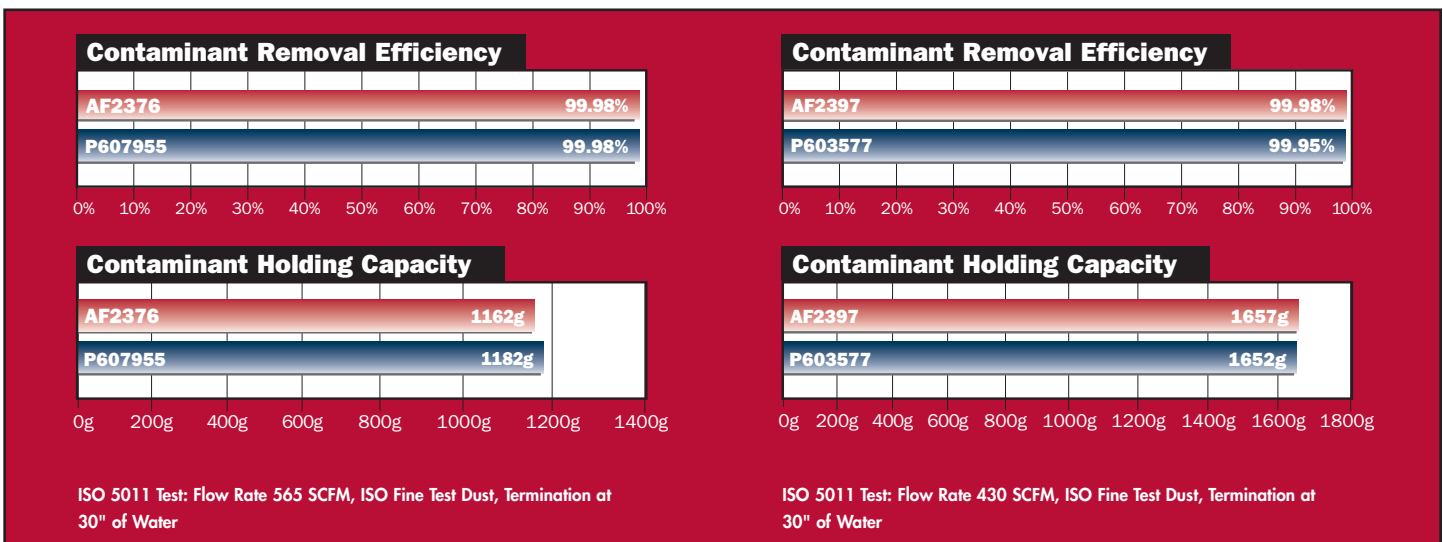 Contaminant Removal Efficiency
AF2376 99.98%
P607955 99.98%
0% 10% 20% 30% 40% 50% 60% 70% 80% 90% 100%
Contaminant Holding Capacity
AF2376 1162g
P607955 1182g
0g 200g 400g 600g 800g 1000g 1200g 1400g
ISO 5011 Test: Flow Rate 565 SCFM, ISO Fine Test Dust, Termination at
30" of Water
Contaminant Removal Efficiency
AF2397 99.98%
P603577 99.95%
0% 10% 20% 30% 40% 50% 60% 70% 80% 90% 100%
Contaminant Holding Capacity
AF2397 1657g
P603577 1652g
0g 200g 400g 600g 800g 1000g 1200g 1400g 1600g 1800g
ISO 5011 Test: Flow Rate 430 SCFM, ISO Fine Test Dust, Termination at
30" of Water